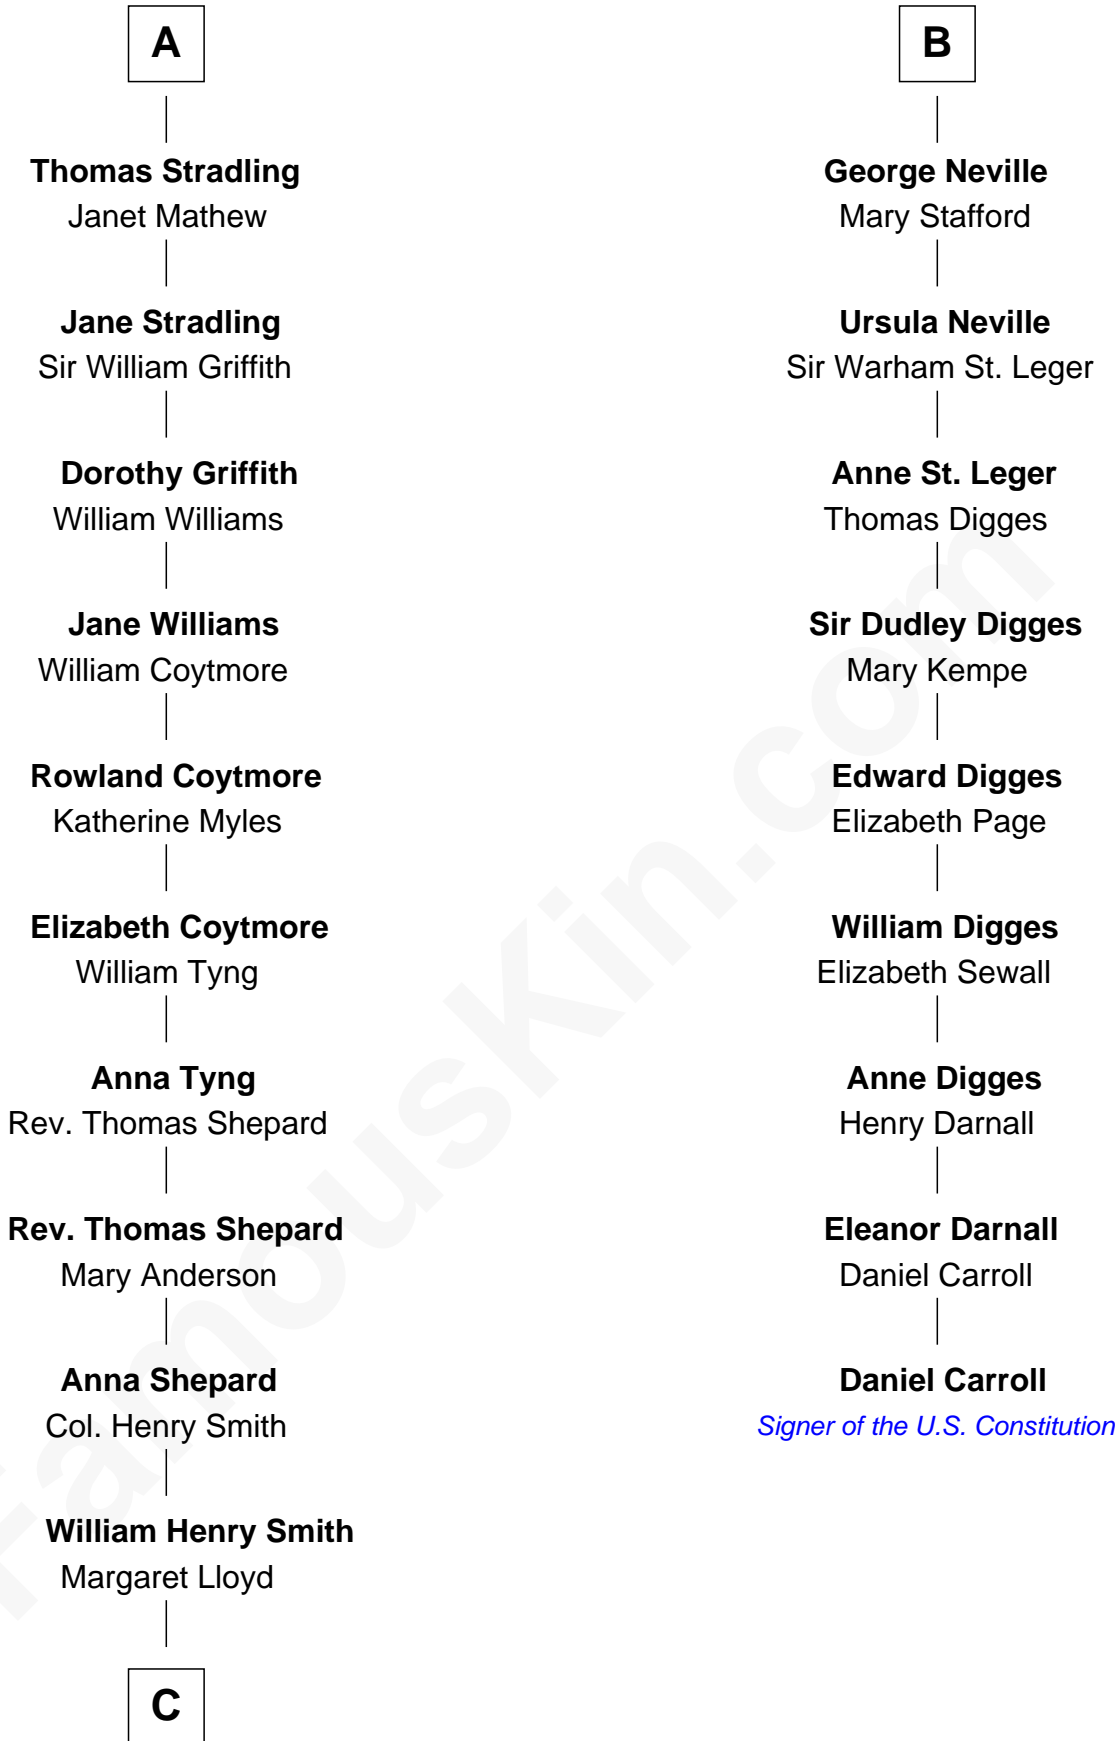 A
Thomas Stradling
Janet Mathew
Jane Stradling
Sir William Griffith
Dorothy Griffith
William Williams
Jane Williams
William Coytmore
Rowland Coytmore
Katherine Myles
Elizabeth Coytmore
William Tyng
Anna Tyng
Rev. Thomas Shepard
Rev. Thomas Shepard
Mary Anderson
Anna Shepard
Col. Henry Smith
William Henry Smith
Margaret Lloyd
C
B
George Neville
Mary Stafford
Ursula Neville
Sir Warham St. Leger
Anne St. Leger
Thomas Digges
Sir Dudley Digges
Mary Kempe
Edward Digges
Elizabeth Page
William Digges
Elizabeth Sewall
Anne Digges
Henry Darnall
Eleanor Darnall
Daniel Carroll
Daniel Carroll
Signer of the U.S. Constitution
FamousKin.com